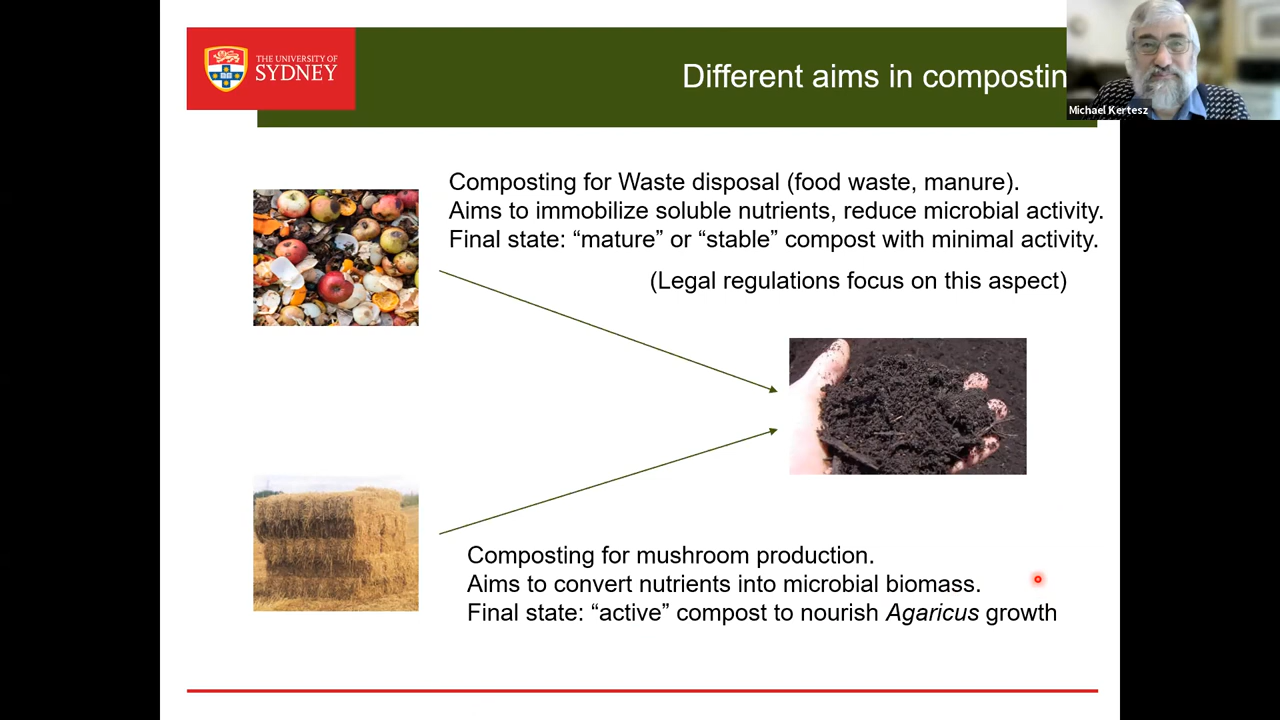 THE UNIVERSITY OF
SYDNEY
Different aims in compostin
Michael Kertesz
Composting for Waste disposal (food waste, manure).
Aims to immobilize soluble nutrients, reduce microbial activity.
Final state: “mature” or “stable” compost with minimal activity.
(Legal regulations focus on this aspect)
Composting for mushroom production.
Aims to convert nutrients into microbial biomass.
Final state: “active” compost to nourish Agaricus growth